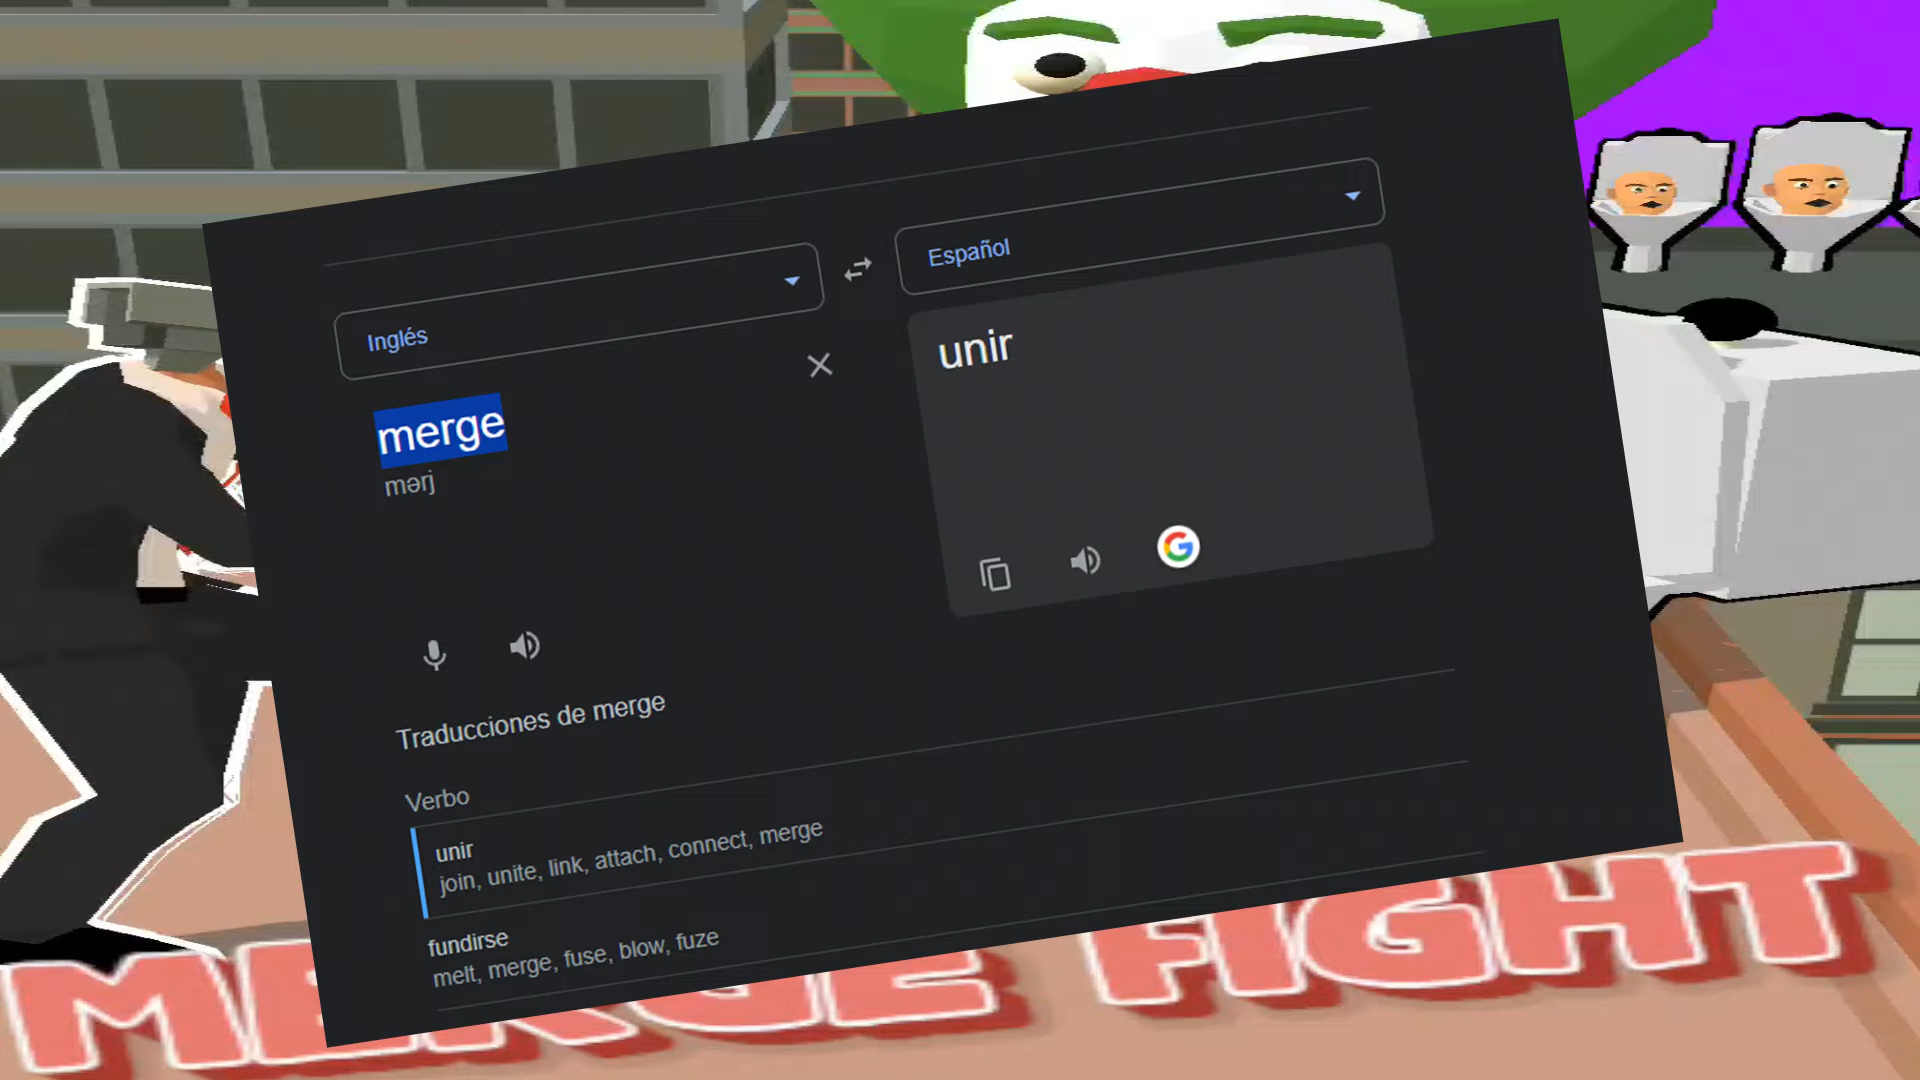 Inglés
Español
merge
mərj
unir
Traducciones de merge
Verbo
unir
join, unite, link, attach, connect, merge
fundirse
melt, merge, fuse, blow, fuze
MERGE FIGHT